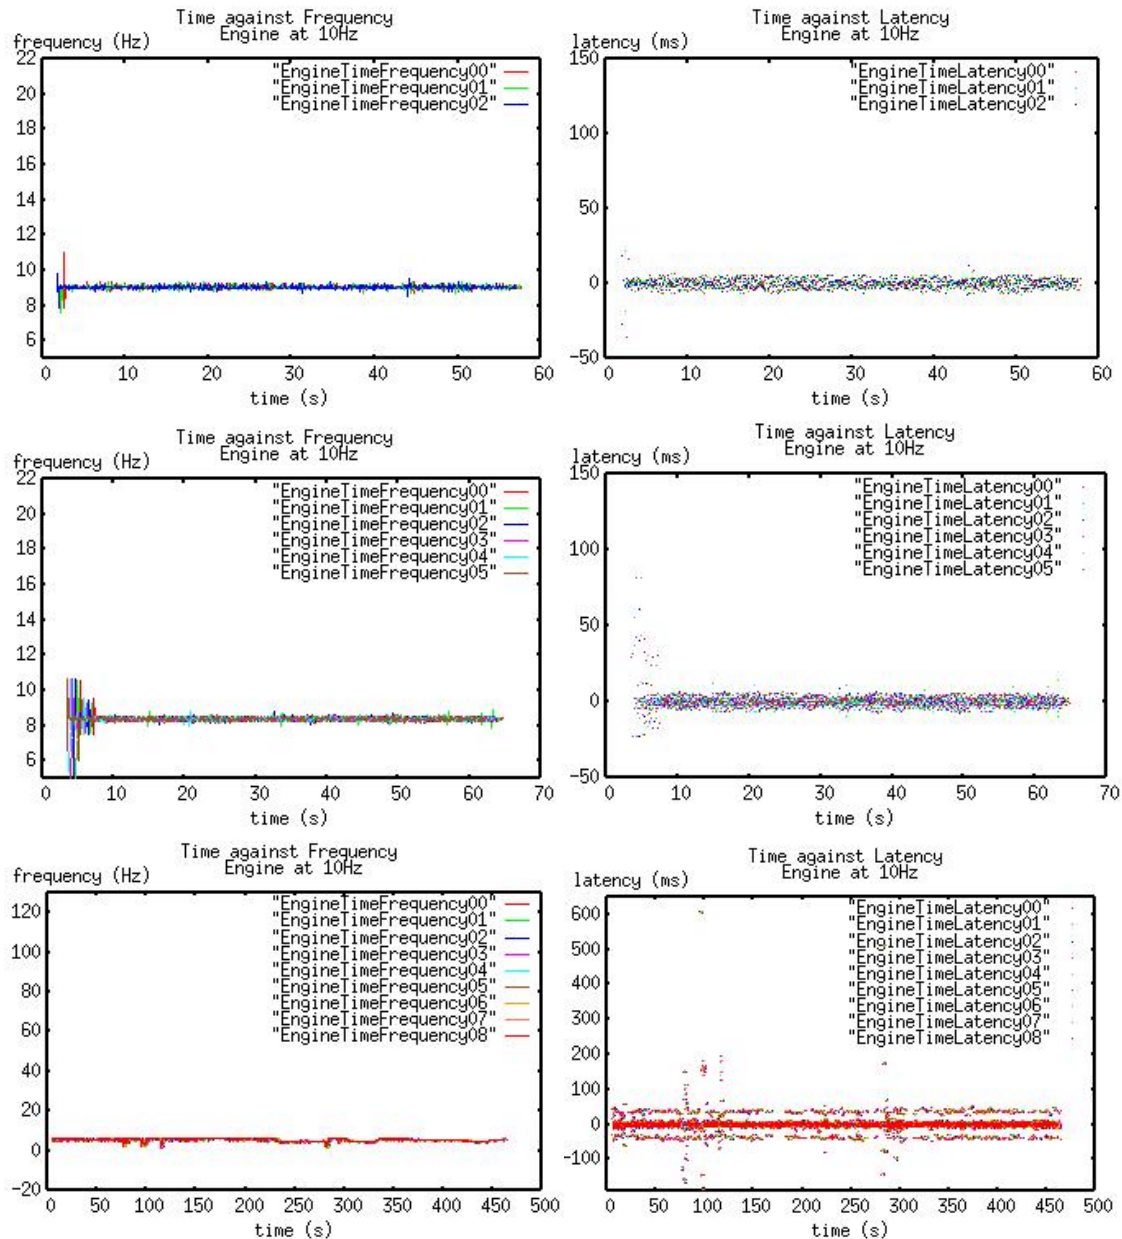 Time against Frequency
Engine at 10Hz
frequency (Hz)
22
20
18
16
14
12
10
8
6
"EngineTimeFrequency00"
"EngineTimeFrequency01"
"EngineTimeFrequency02"
0 10 20 30 40 50 60
time (s)
Time against Latency
Engine at 10Hz
latency (ms)
150
100
50
0
-50
"EngineTimeLatency00"
"EngineTimeLatency01"
"EngineTimeLatency02"
0 10 20 30 40 50 60
time (s)
Time against Frequency
Engine at 10Hz
frequency (Hz)
22
20
18
16
14
12
10
8
6
"EngineTimeFrequency00"
"EngineTimeFrequency01"
"EngineTimeFrequency02"
"EngineTimeFrequency03"
"EngineTimeFrequency04"
"EngineTimeFrequency05"
0 10 20 30 40 50 60 70
time (s)
Time against Latency
Engine at 10Hz
latency (ms)
150
100
50
0
-50
"EngineTimeLatency00"
"EngineTimeLatency01"
"EngineTimeLatency02"
"EngineTimeLatency03"
"EngineTimeLatency04"
"EngineTimeLatency05"
0 10 20 30 40 50 60 70
time (s)
Time against Frequency
Engine at 10Hz
frequency (Hz)
120
100
80
60
40
20
0
-20
"EngineTimeFrequency00"
"EngineTimeFrequency01"
"EngineTimeFrequency02"
"EngineTimeFrequency03"
"EngineTimeFrequency04"
"EngineTimeFrequency05"
"EngineTimeFrequency06"
"EngineTimeFrequency07"
"EngineTimeFrequency08"
0 50 100 150 200 250 300 350 400 450 500
time (s)
Time against Latency
Engine at 10Hz
latency (ms)
600
500
400
300
200
100
0
-100
"EngineTimeLatency00"
"EngineTimeLatency01"
"EngineTimeLatency02"
"EngineTimeLatency03"
"EngineTimeLatency04"
"EngineTimeLatency05"
"EngineTimeLatency06"
"EngineTimeLatency07"
"EngineTimeLatency08"
0 50 100 150 200 250 300 350 400 450 500
time (s)